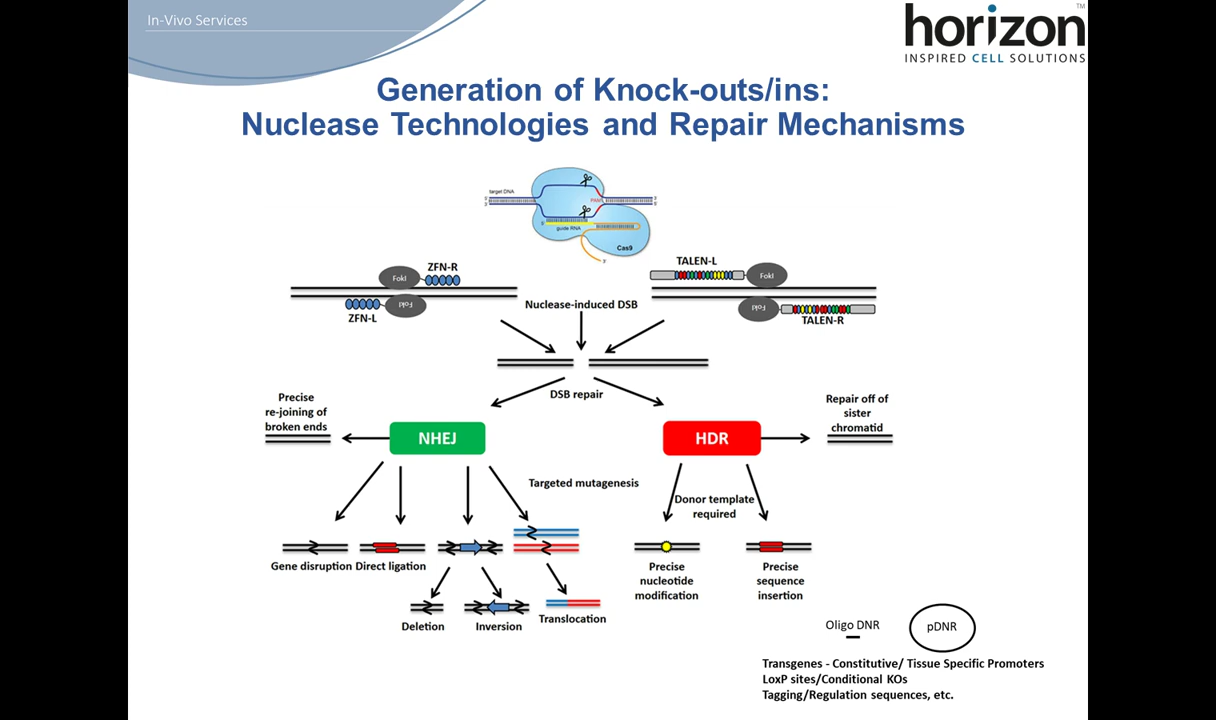 In-Vivo Services
horizon
TM
INSPIRED CELL SOLUTIONS
Generation of Knock-outs/ins:
Nuclease Technologies and Repair Mechanisms
target DNA
PAM
guide RNA
Cas9
ZFN-R
FokI
FokI
ZFN-L
Nuclease-induced DSB
TALEN-L
FokI
FokI
TALEN-R
DSB repair
Precise
re-joining of
broken ends
NHEJ
HDR
Repair off of
sister
chromatid
Targeted mutagenesis
Donor template
required
Gene disruption
Direct ligation
Deletion
Inversion
Translocation
Precise
nucleotide
modification
Precise
sequence
insertion
Oligo DNR
pDNR
Transgenes - Constitutive/ Tissue Specific Promoters
LoxP sites/Conditional KOs
Tagging/Regulation sequences, etc.